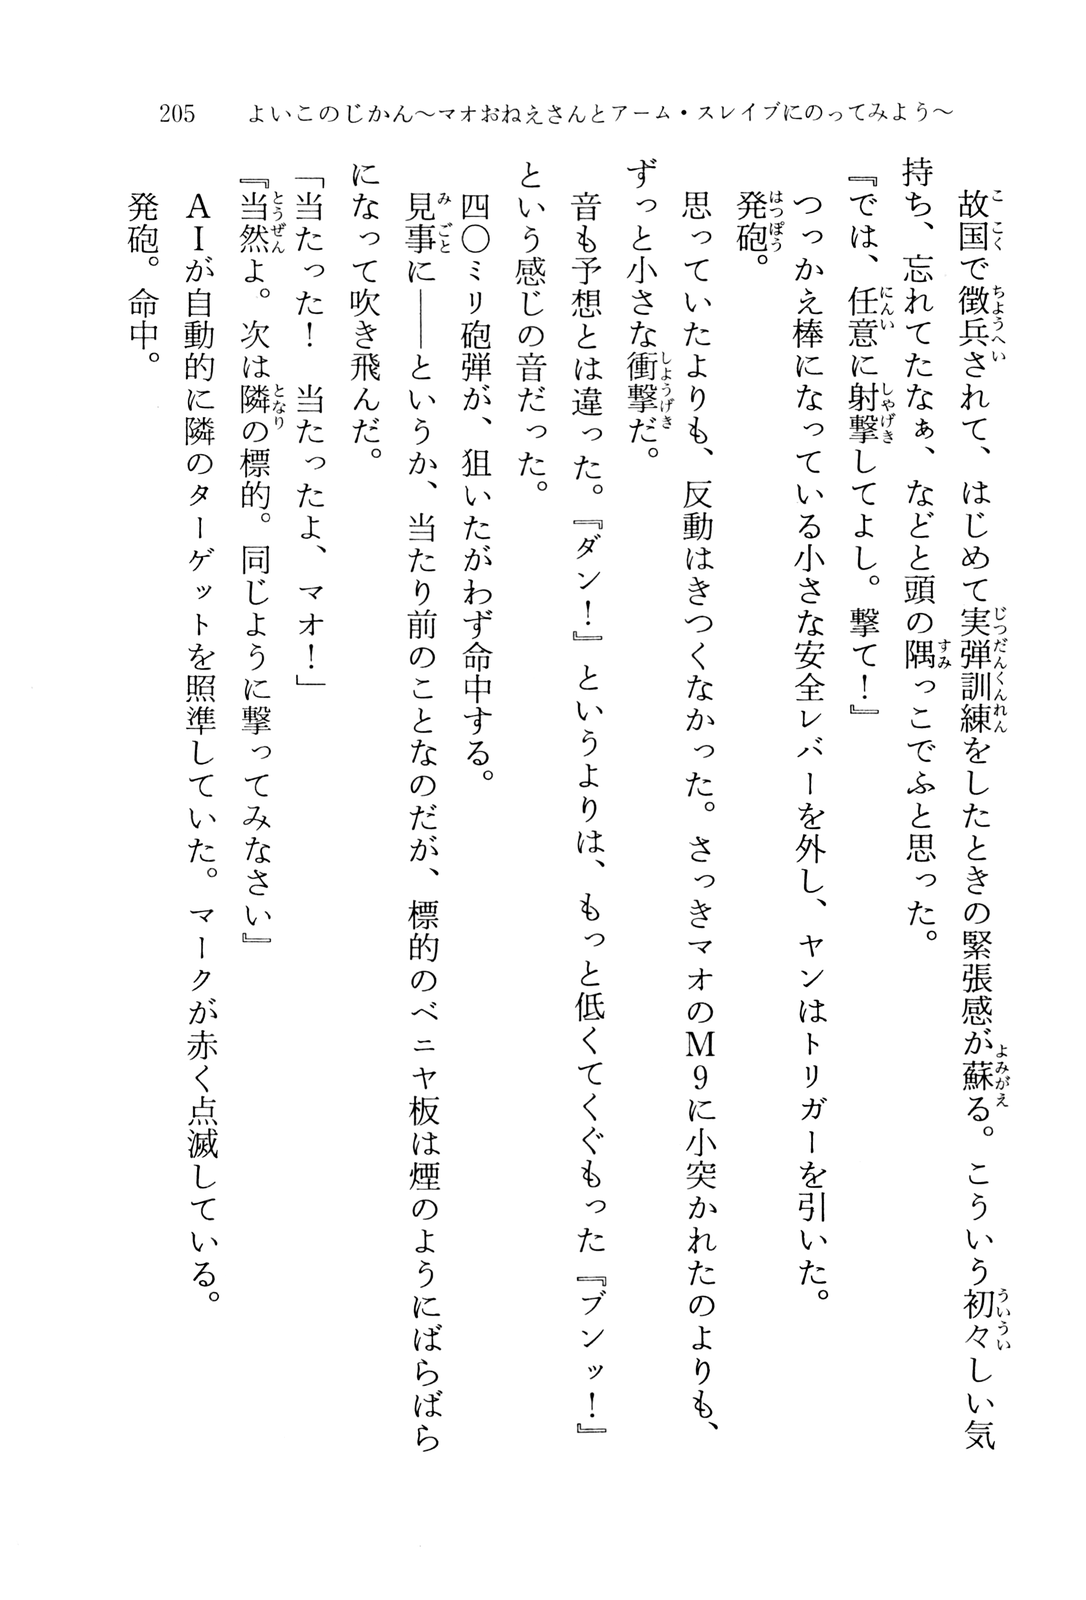 205 よいこのじかん〜マオおねえさんとアーム・スレイブにのってみよう〜
故国で徴兵されて、はじめて実弾訓練をしたときの緊張感が蘇る。こういう初々しい気
持ち、忘れてたなぁ、などと頭の隅っこでふと思った。
『では、任意に射撃してよし。撃て！』
つっかえ棒になっている小さな安全レバーを外し、ヤンはトリガーを引いた。
発砲。
思っていたよりも、反動はきつくなかった。さっきマオのM9に小突かれたのよりも、
ずっと小さな衝撃だ。
音も予想とは違った。『ダン！』というよりは、もっと低くてくぐもった『ブンッ！』
という感じの音だった。
四〇ミリ砲弾が、狙いたがわず命中する。
見事に――というか、当たり前のことなのだが、標的のベニヤ板は煙のようにばらばら
になって吹き飛んだ。
「当たった！　当たったよ、マオ！」
『当然よ。次は隣の標的。同じように撃ってみなさい』
AIが自動的に隣のターゲットを照準していた。マークが赤く点滅している。
発砲。命中。